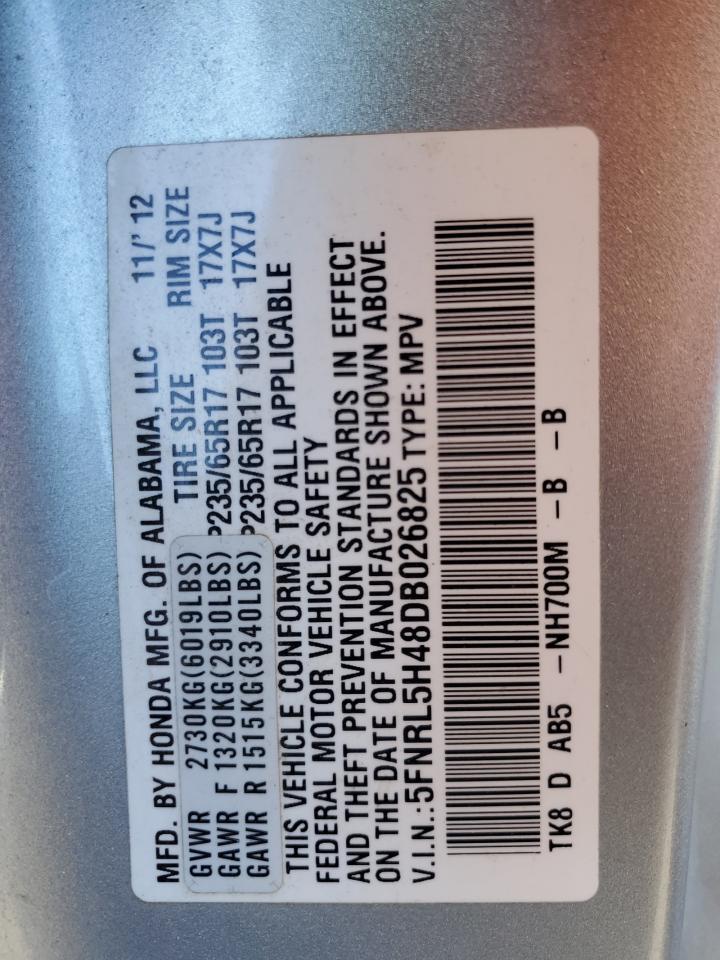 MFD. BY HONDA MFG. OF ALABAMA, LLC 11/'12
GVWR 2730KG(6019LBS) TIRE SIZE RIM SIZE
GAWR F 1320KG(2910LBS) P235/65R17 103T 17X7J
GAWR R 1515KG(3340LBS) P235/65R17 103T 17X7J
THIS VEHICLE CONFORMS TO ALL APPLICABLE
FEDERAL MOTOR VEHICLE SAFETY
AND THEFT PREVENTION STANDARDS IN EFFECT
ON THE DATE OF MANUFACTURE SHOWN ABOVE.
V.I.N.:5FNRL5H48DB026825 TYPE: MPV
TK8 D AB5 -NH700M -B -B